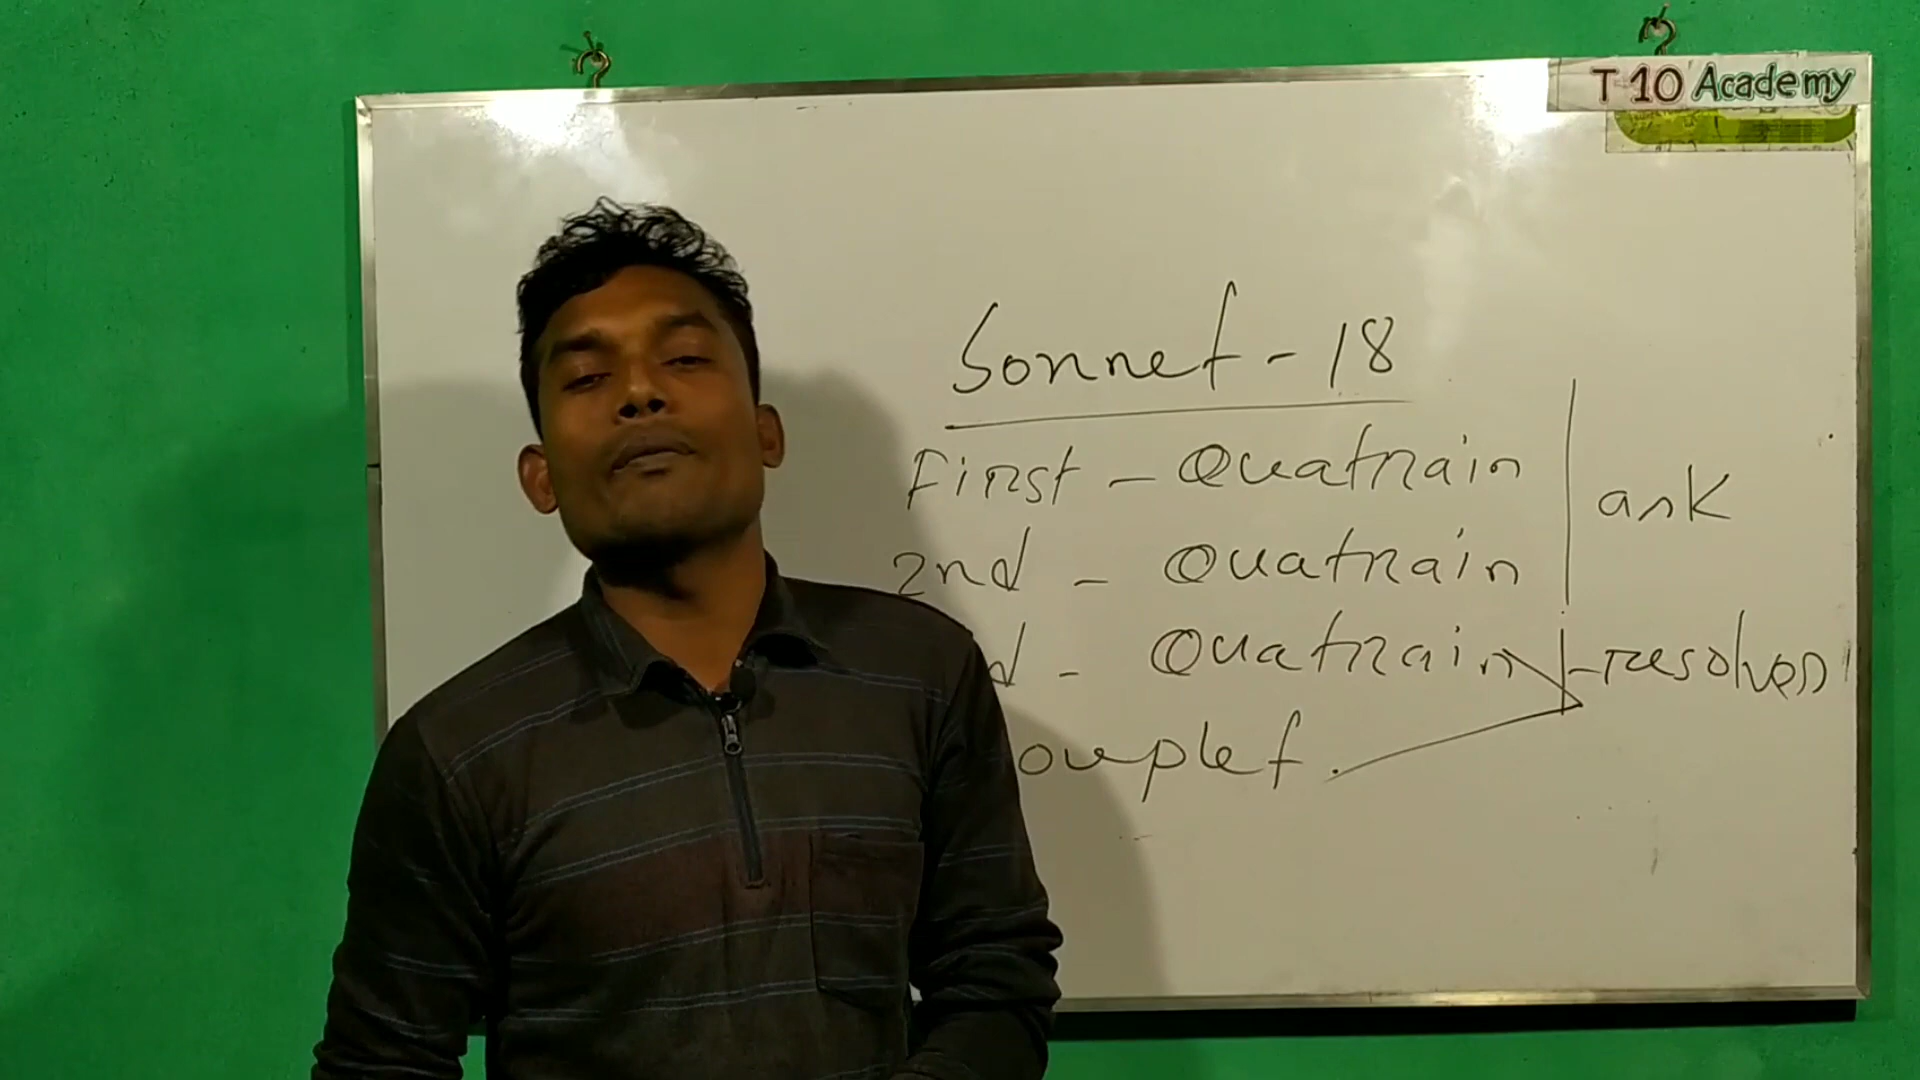 T 10 Academy
Sonnet - 18
First - Quatrain
ask
2nd - Quatrain
d - Quatrain - resolves
ouplet.